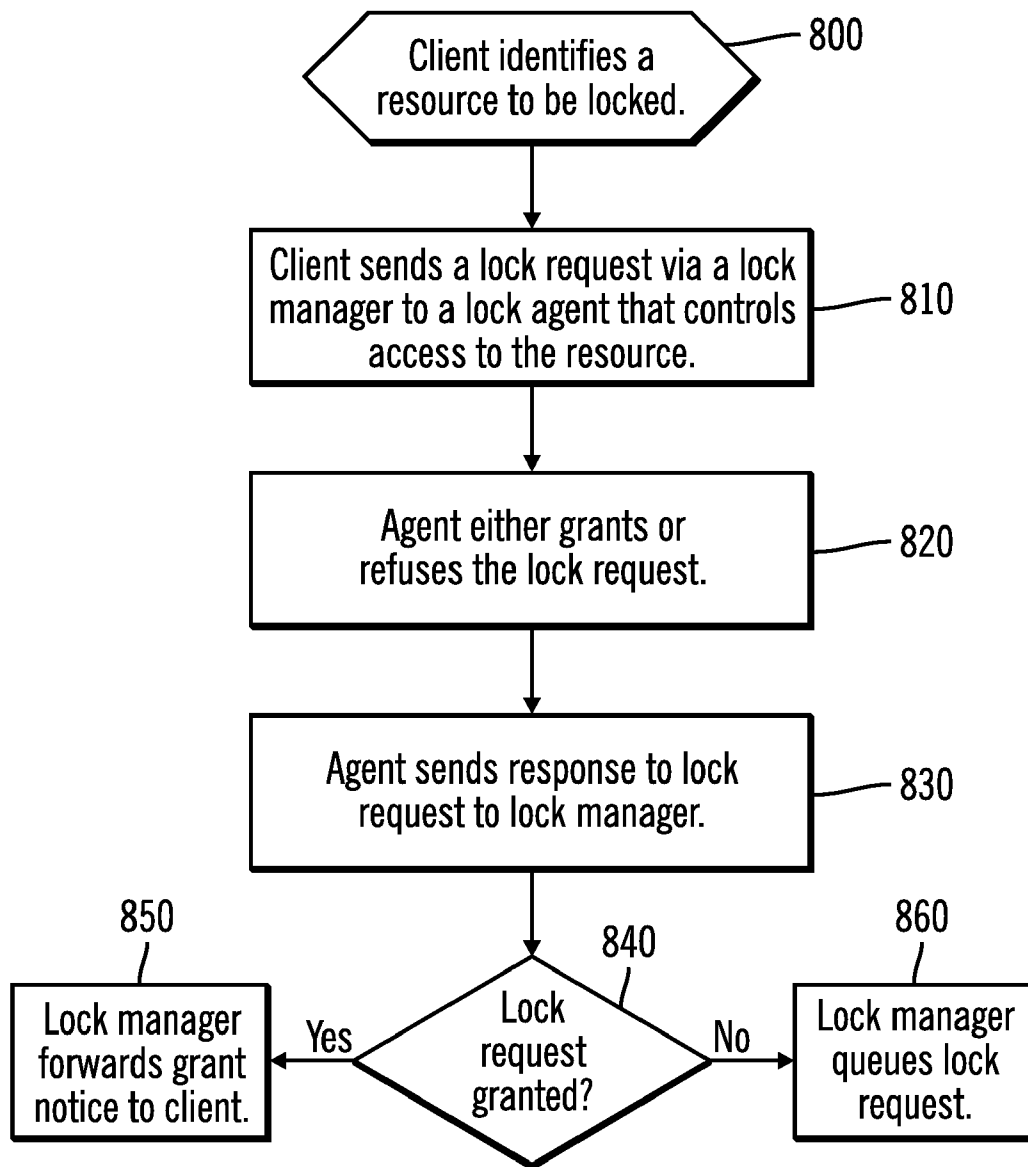 800
Client identifies a
resource to be locked.
Client sends a lock request via a lock
manager to a lock agent that controls
access to the resource.
810
Agent either grants or
refuses the lock request.
820
Agent sends response to lock
request to lock manager.
830
850
840
860
Lock manager
forwards grant
notice to client.
Yes
Lock
request
granted?
No
Lock manager
queues lock
request.